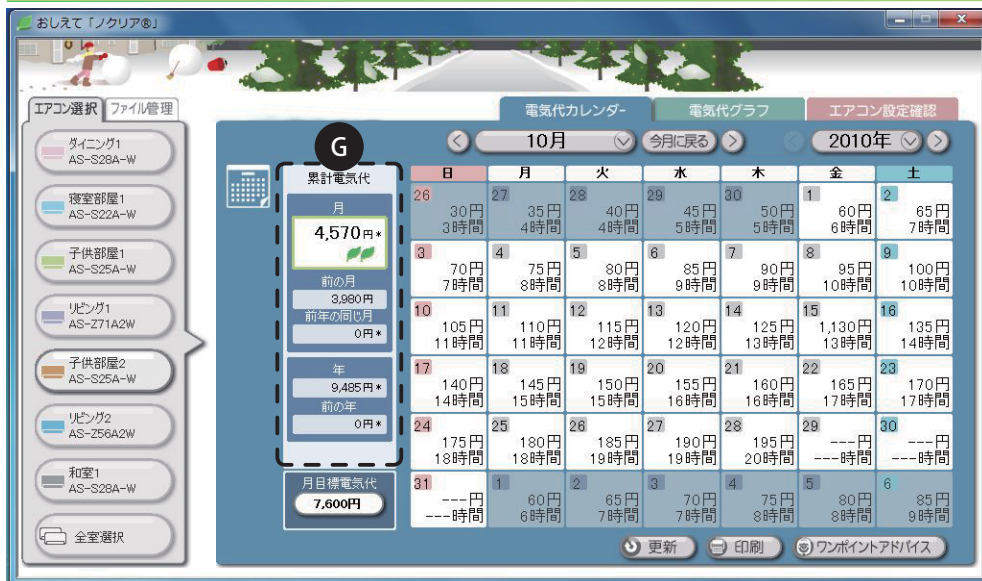 おしえて「ノクリア®」
エアコン選択 ファイル管理
電気代カレンダー 電気代グラフ エアコン設定確認
ダイニング1
AS-S28A-W
寝室部屋1
AS-S22A-W
子供部屋1
AS-S25A-W
リビング1
AS-Z71A2W
子供部屋2
AS-S25A-W
リビング2
AS-Z56A2W
和室1
AS-S28A-W
全室選択
G
累計電気代
月
4,570円*
前の月
3,980円
前年の同じ月
0円*
年
9,485円*
前の年
0円*
月目標電気代
7,600円
10月 今月に戻る 2010年
日 月 火 水 木 金 土
26 27 28 29 30 1 2
30円 35円 40円 45円 50円 60円 65円
3時間 4時間 4時間 5時間 5時間 6時間 7時間
3 4 5 6 7 8 9
70円 75円 80円 85円 90円 95円 100円
7時間 8時間 8時間 9時間 9時間 10時間 10時間
10 11 12 13 14 15 16
105円 110円 115円 120円 125円 1,130円 135円
11時間 11時間 12時間 12時間 13時間 13時間 14時間
17 18 19 20 21 22 23
140円 145円 150円 155円 160円 165円 170円
14時間 15時間 15時間 16時間 16時間 17時間 17時間
24 25 26 27 28 29 30
175円 180円 185円 190円 195円 ---円 ---円
18時間 18時間 19時間 19時間 20時間 ---時間 ---時間
31 1 2 3 4 5 6
---円 60円 65円 70円 75円 80円 85円
---時間 6時間 7時間 7時間 8時間 8時間 9時間
更新 印刷 ワンポイントアドバイス